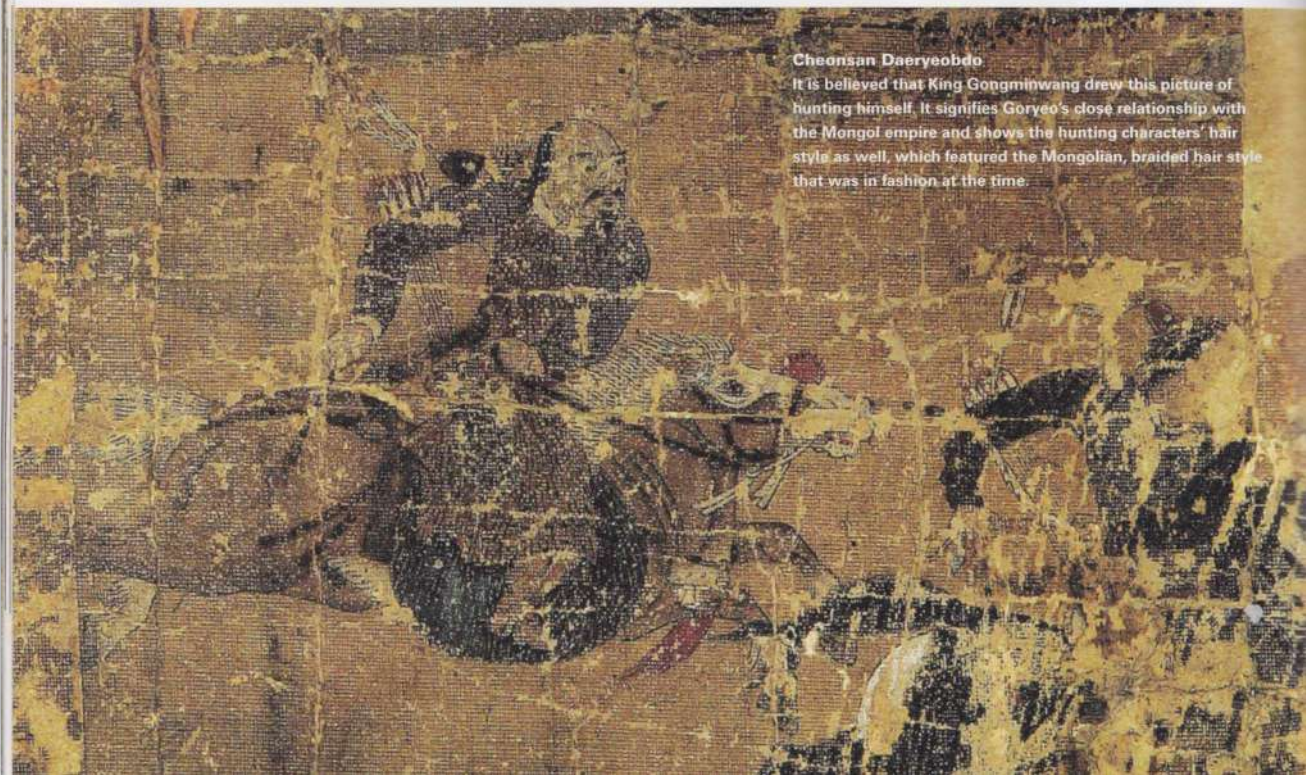 Cheonsan Daeryeobdo
It is believed that King Gongminwang drew this picture of
hunting himself. It signifies Goryeo's close relationship with
the Mongol empire and shows the hunting characters' hair
style as well, which featured the Mongolian, braided hair style
that was in fashion at the time.